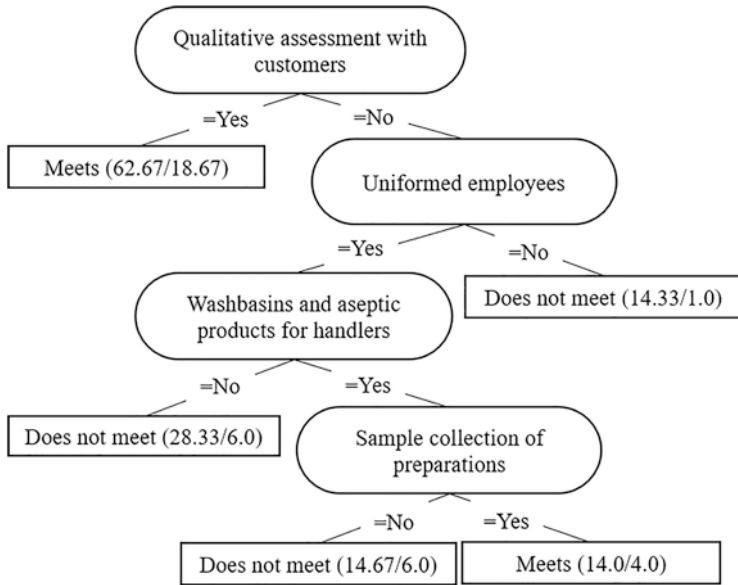 Qualitative assessment with
customers
=Yes
=No
Meets (62.67/18.67)
Uniformed employees
=Yes
=No
Washbasins and aseptic
products for handlers
Does not meet (14.33/1.0)
=No
=Yes
Does not meet (28.33/6.0)
Sample collection of
preparations
=No
=Yes
Does not meet (14.67/6.0)
Meets (14.0/4.0)